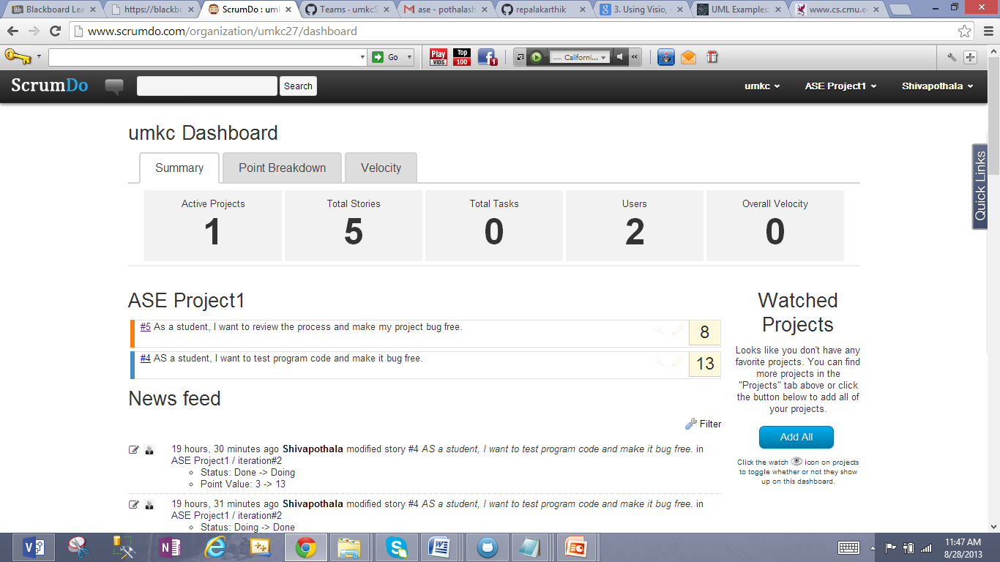 Blackboard Lea
https://blackbo
ScrumDo : um
Teams · umkcS
ase - pothalash
repalakarthik
3. Using Visio, 
UML Examples:
www.cs.cmu.e
www.scrumdo.com/organization/umkc27/dashboard
Go
Play VIDS
Top 100
1
..... Californi...
ScrumDo
Search
umkc
ASE Project1
Shivapothala
umkc Dashboard
Summary
Point Breakdown
Velocity
Active Projects
1
Total Stories
5
Total Tasks
0
Users
2
Overall Velocity
0
Quick Links
ASE Project1
#5 As a student, I want to review the process and make my project bug free.
8
#4 AS a student, I want to test program code and make it bug free.
13
Watched
Projects
Looks like you don't have any
favorite projects. You can find
more projects in the
"Projects" tab above or click
the button below to add all of
your projects.
Add All
Click the watch icon on projects
to toggle whether or not they show
up on this dashboard.
News feed
Filter
19 hours, 30 minutes ago Shivapothala modified story #4 AS a student, I want to test program code and make it bug free. in
ASE Project1 / iteration#2
Status: Done -> Doing
Point Value: 3 -> 13
19 hours, 31 minutes ago Shivapothala modified story #4 AS a student, I want to test program code and make it bug free. in
ASE Project1 / iteration#2
Status: Doing -> Done
11:47 AM
8/28/2013